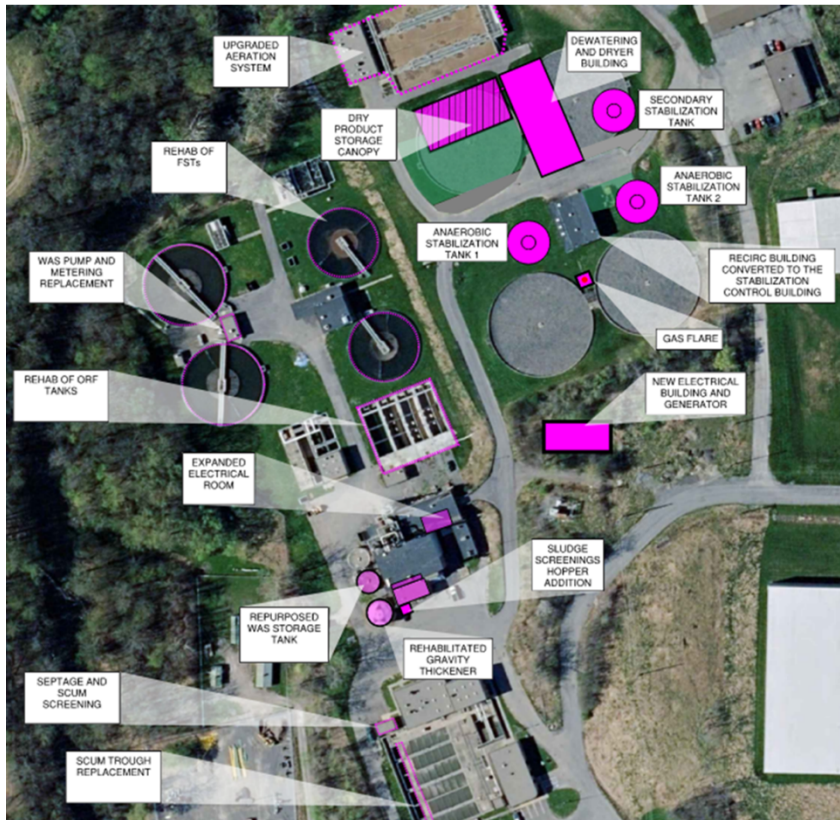 UPGRADED
AERATION
SYSTEM
DEWATERING
AND DRYER
BUILDING
DRY
PRODUCT
STORAGE
CANOPY
SECONDARY
STABILIZATION
TANK
REHAB OF
FSTs
ANAEROBIC
STABILIZATION
TANK 2
ANAEROBIC
STABILIZATION
TANK 1
WAS PUMP AND
METERING
REPLACEMENT
RECIRC BUILDING
CONVERTED TO THE
STABILIZATION
CONTROL BUILDING
GAS FLARE
REHAB OF ORF
TANKS
NEW ELECTRICAL
BUILDING AND
GENERATOR
EXPANDED
ELECTRICAL
ROOM
SLUDGE
SCREENINGS
HOPPER
ADDITION
REPURPOSED
WAS STORAGE
TANK
REHABILITATED
GRAVITY
THICKENER
SEPTAGE AND
SCUM
SCREENING
SCUM TROUGH
REPLACEMENT